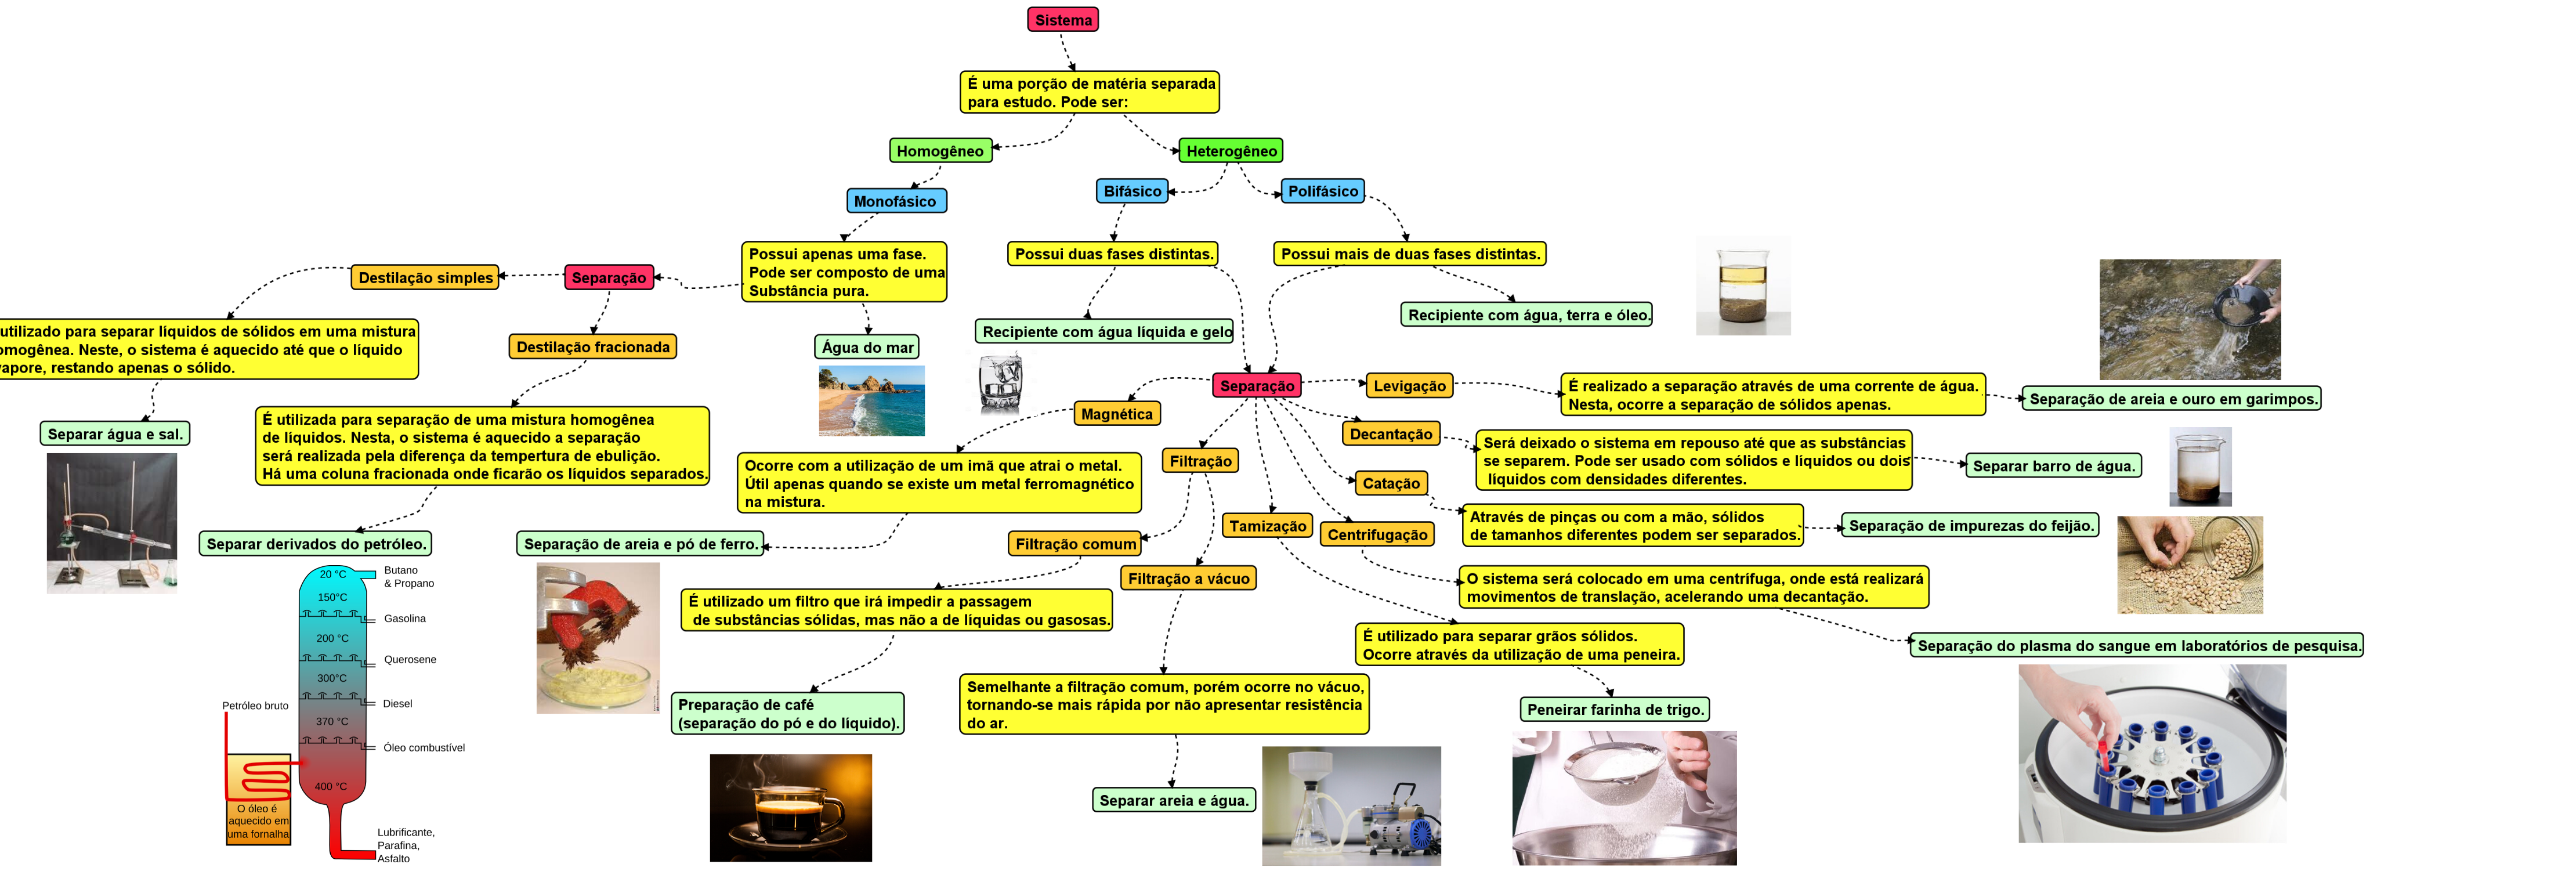 Sistema
É uma porção de matéria separada
para estudo. Pode ser:
Homogêneo
Heterogêneo
Monofásico
Bifásico
Polifásico
Possui apenas uma fase.
Pode ser composto de uma
Substância pura.
Possui duas fases distintas.
Possui mais de duas fases distintas.
Destilação simples
Separação
Recipiente com água líquida e gelo
Recipiente com água, terra e óleo.
utilizado para separar líquidos de sólidos em uma mistura
omogênea. Neste, o sistema é aquecido até que o líquido
vapore, restando apenas o sólido.
Destilação fracionada
Água do mar
Separar água e sal.
É utilizada para separação de uma mistura homogênea
de líquidos. Nesta, o sistema é aquecido a separação
será realizada pela diferença da tempertura de ebulição.
Há uma coluna fracionada onde ficarão os líquidos separados.
Separar derivados do petróleo.
Separação
Levigação
É realizado a separação através de uma corrente de água.
Nesta, ocorre a separação de sólidos apenas.
Separação de areia e ouro em garimpos.
Magnética
Decantação
Será deixado o sistema em repouso até que as substâncias
se separem. Pode ser usado com sólidos e líquidos ou dois
líquidos com densidades diferentes.
Separar barro de água.
Ocorre com a utilização de um imã que atrai o metal.
Útil apenas quando se existe um metal ferromagnético
na mistura.
Filtração
Catação
Através de pinças ou com a mão, sólidos
de tamanhos diferentes podem ser separados.
Separação de impurezas do feijão.
Tamização
Centrifugação
Separação de areia e pó de ferro.
Filtração comum
Filtração a vácuo
O sistema será colocado em uma centrífuga, onde está realizará
movimentos de translação, acelerando uma decantação.
É utilizado um filtro que irá impedir a passagem
de substâncias sólidas, mas não a de líquidas ou gasosas.
É utilizado para separar grãos sólidos.
Ocorre através da utilização de uma peneira.
Separação do plasma do sangue em laboratórios de pesquisa.
Preparação de café
(separação do pó e do líquido).
Semelhante a filtração comum, porém ocorre no vácuo,
tornando-se mais rápida por não apresentar resistência
do ar.
Peneirar farinha de trigo.
Separar areia e água.
20 °C
Butano
& Propano
150°C
Gasolina
200 °C
Querosene
300°C
Diesel
Petróleo bruto
370 °C
Óleo combustível
400 °C
O óleo é
aquecido em
uma fornalha
Lubrificante,
Parafina,
Asfalto